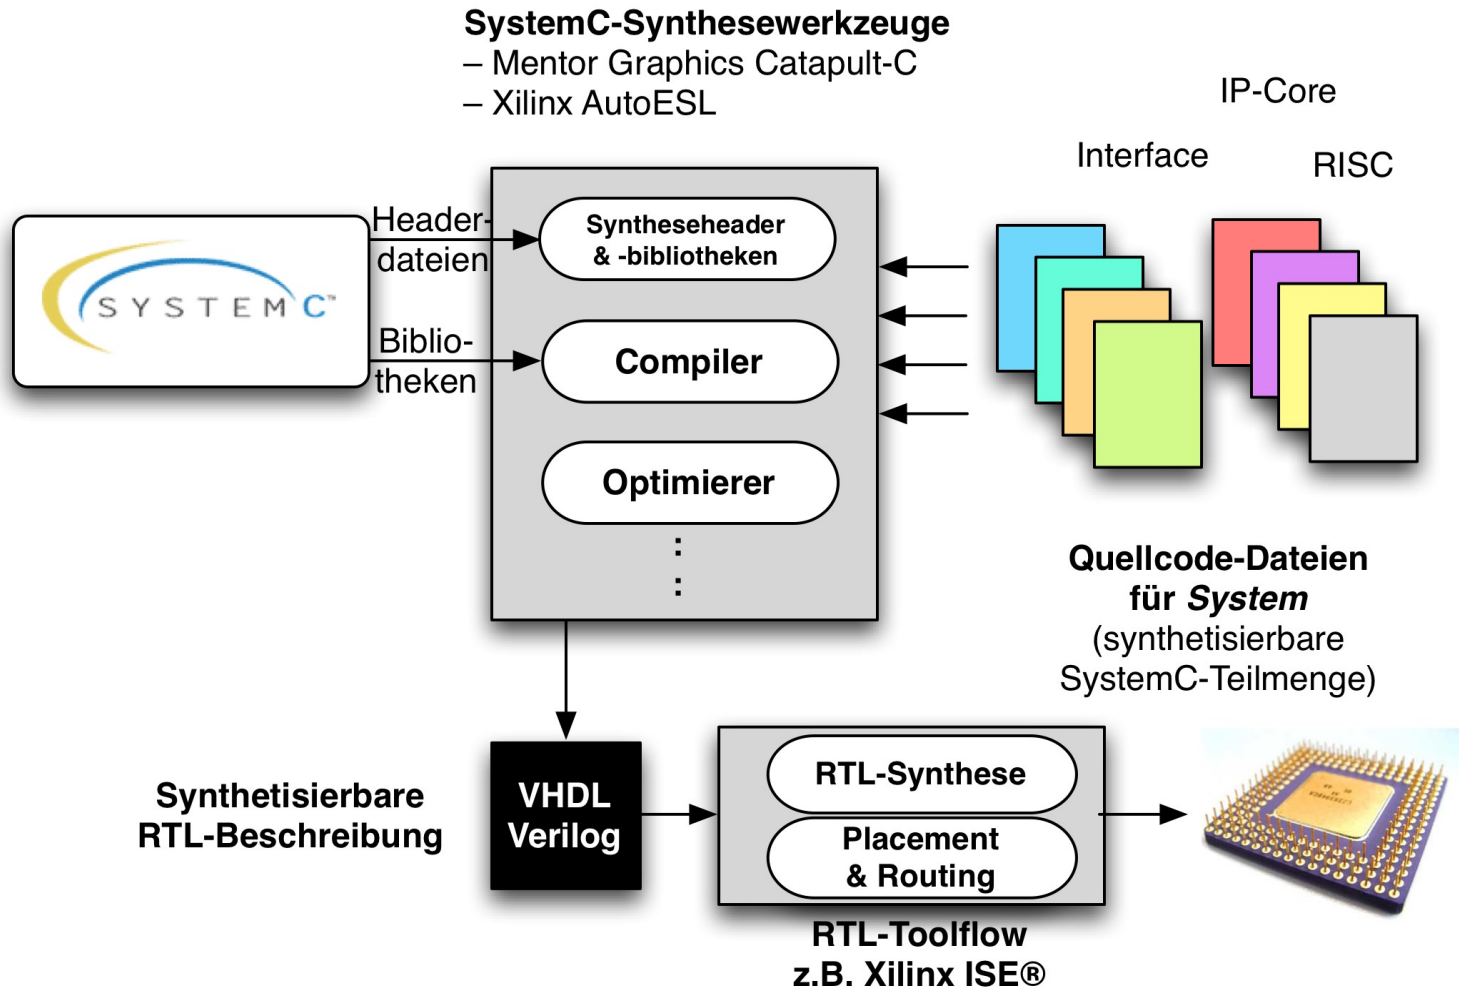 SystemC-Synthesewerkzeuge
– Mentor Graphics Catapult-C
– Xilinx AutoESL
IP-Core
Interface
RISC
Header-
dateien
Syntheseheader
& -bibliotheken
SYSTEM C™
Biblio-
theken
Compiler
Optimierer
:
:
Quellcode-Dateien
für System
(synthetisierbare
SystemC-Teilmenge)
Synthetisierbare
RTL-Beschreibung
VHDL
Verilog
RTL-Synthese
Placement
& Routing
RTL-Toolflow
z.B. Xilinx ISE®